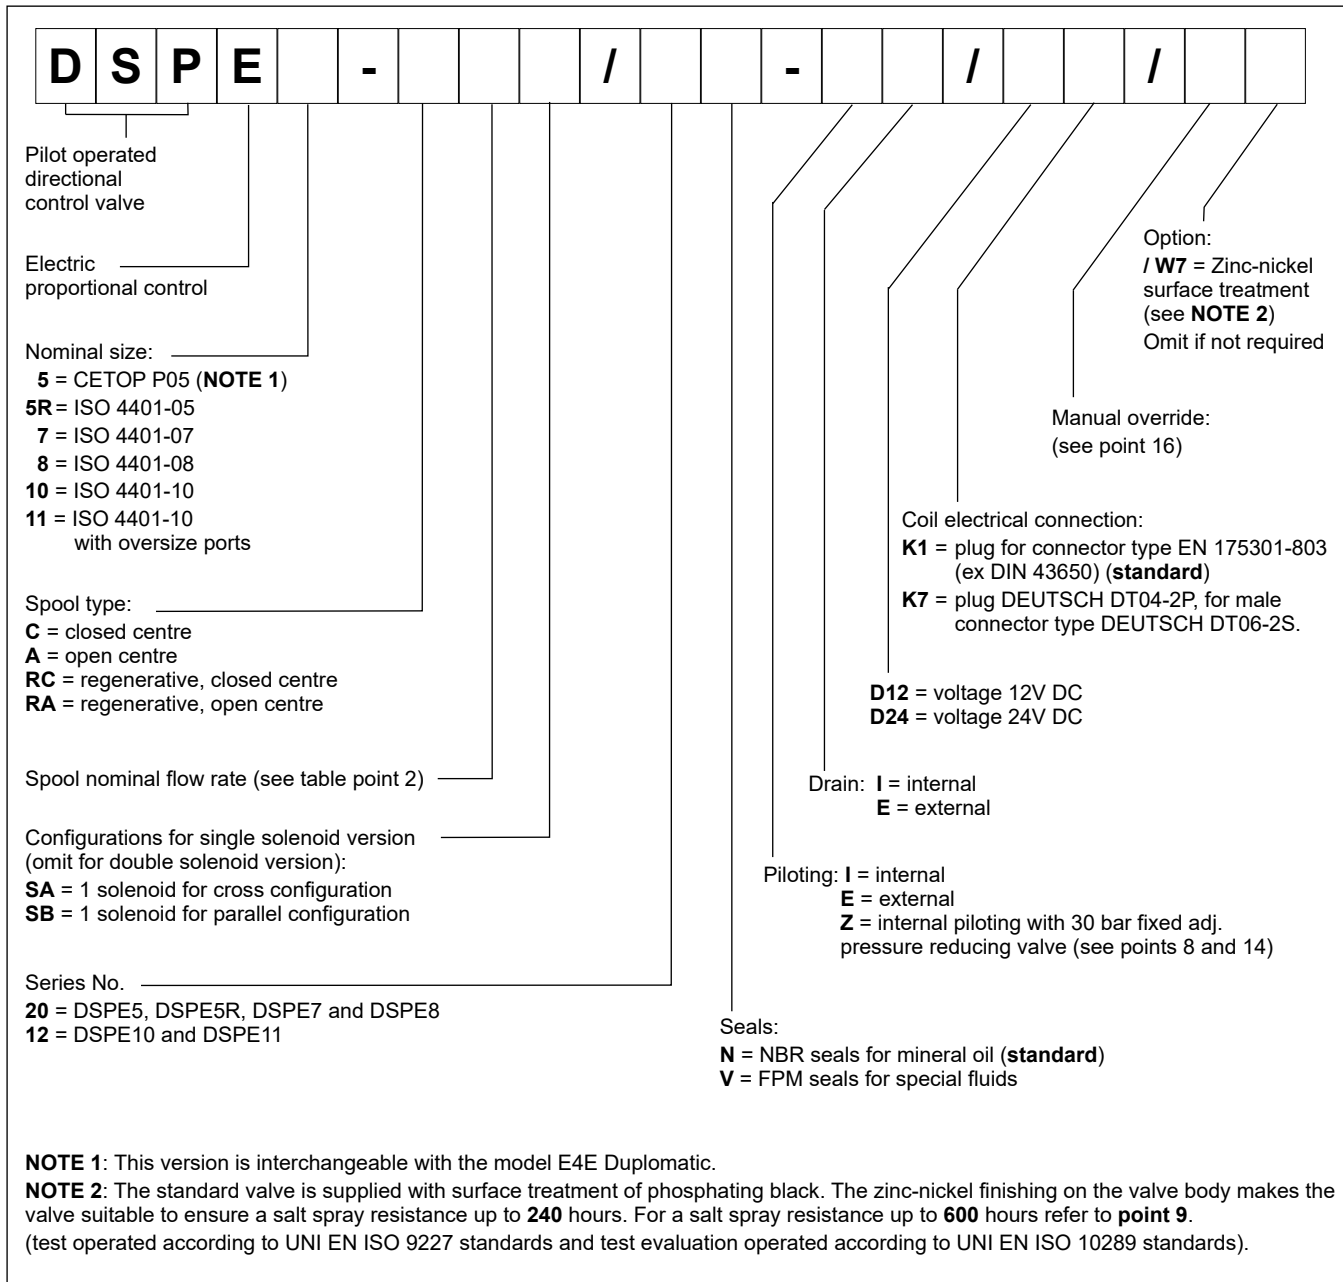 D S P E - / - / /
Pilot operated
directional
control valve
Electric
proportional control
Nominal size:
5 = CETOP P05 (NOTE 1)
5R = ISO 4401-05
7 = ISO 4401-07
8 = ISO 4401-08
10 = ISO 4401-10
11 = ISO 4401-10
with oversize ports
Spool type:
C = closed centre
A = open centre
RC = regenerative, closed centre
RA = regenerative, open centre
Spool nominal flow rate (see table point 2)
Configurations for single solenoid version
(omit for double solenoid version):
SA = 1 solenoid for cross configuration
SB = 1 solenoid for parallel configuration
Series No.
20 = DSPE5, DSPE5R, DSPE7 and DSPE8
12 = DSPE10 and DSPE11
Option:
/ W7 = Zinc-nickel
surface treatment
(see NOTE 2)
Omit if not required
Manual override:
(see point 16)
Coil electrical connection:
K1 = plug for connector type EN 175301-803
(ex DIN 43650) (standard)
K7 = plug DEUTSCH DT04-2P, for male
connector type DEUTSCH DT06-2S.
D12 = voltage 12V DC
D24 = voltage 24V DC
Drain: I = internal
E = external
Piloting: I = internal
E = external
Z = internal piloting with 30 bar fixed adj.
pressure reducing valve (see points 8 and 14)
Seals:
N = NBR seals for mineral oil (standard)
V = FPM seals for special fluids
NOTE 1: This version is interchangeable with the model E4E Duplomatic.
NOTE 2: The standard valve is supplied with surface treatment of phosphating black. The zinc-nickel finishing on the valve body makes the
valve suitable to ensure a salt spray resistance up to 240 hours. For a salt spray resistance up to 600 hours refer to point 9.
(test operated according to UNI EN ISO 9227 standards and test evaluation operated according to UNI EN ISO 10289 standards).